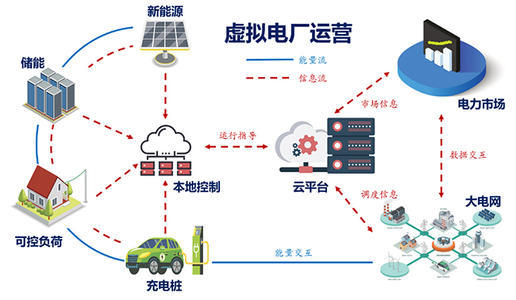 新能源
虚拟电厂运营
储能
能量流
信息流
市场信息
电力市场
运行指导
本地控制
云平台
数据交互
调度信息
大电网
可控负荷
能量交互
充电桩